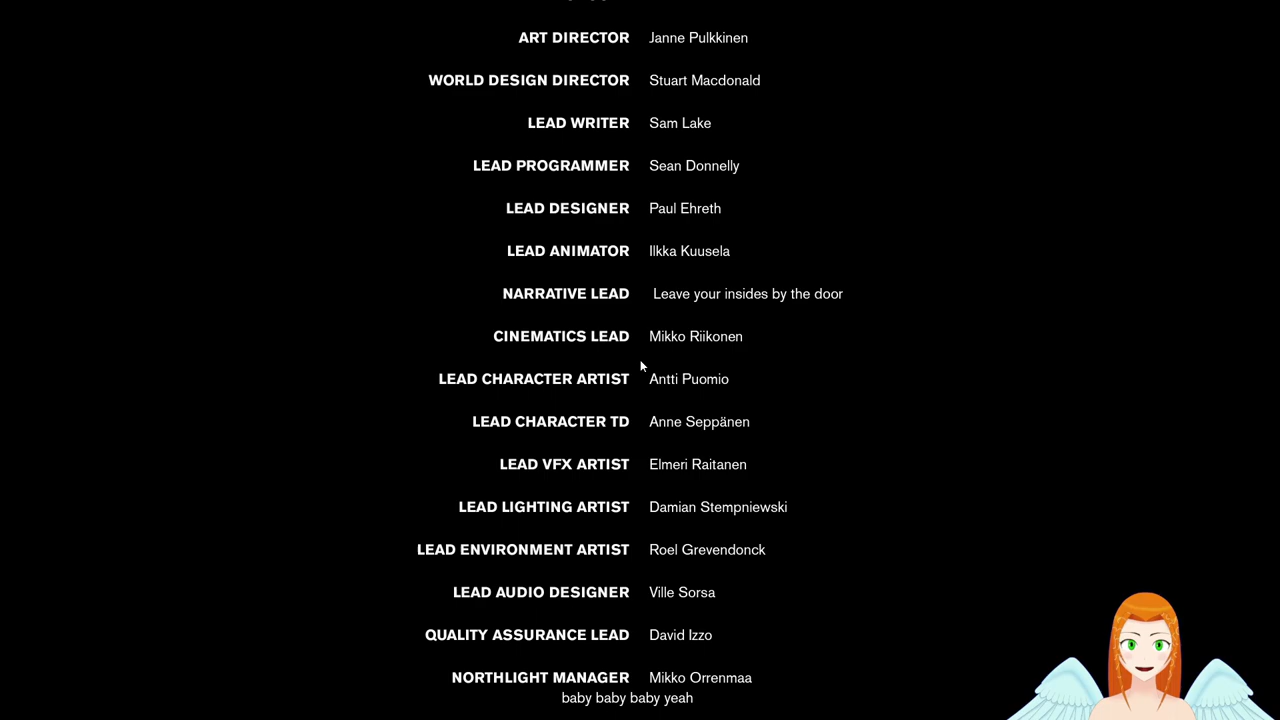 ART DIRECTOR Janne Pulkkinen
WORLD DESIGN DIRECTOR Stuart Macdonald
LEAD WRITER Sam Lake
LEAD PROGRAMMER Sean Donnelly
LEAD DESIGNER Paul Ehreth
LEAD ANIMATOR Ilkka Kuusela
NARRATIVE LEAD Leave your insides by the door
CINEMATICS LEAD Mikko Riikonen
LEAD CHARACTER ARTIST Antti Puomio
LEAD CHARACTER TD Anne Seppänen
LEAD VFX ARTIST Elmeri Raitanen
LEAD LIGHTING ARTIST Damian Stempniewski
LEAD ENVIRONMENT ARTIST Roel Grevendonck
LEAD AUDIO DESIGNER Ville Sorsa
QUALITY ASSURANCE LEAD David Izzo
NORTHLIGHT MANAGER Mikko Orrenmaa
baby baby baby yeah